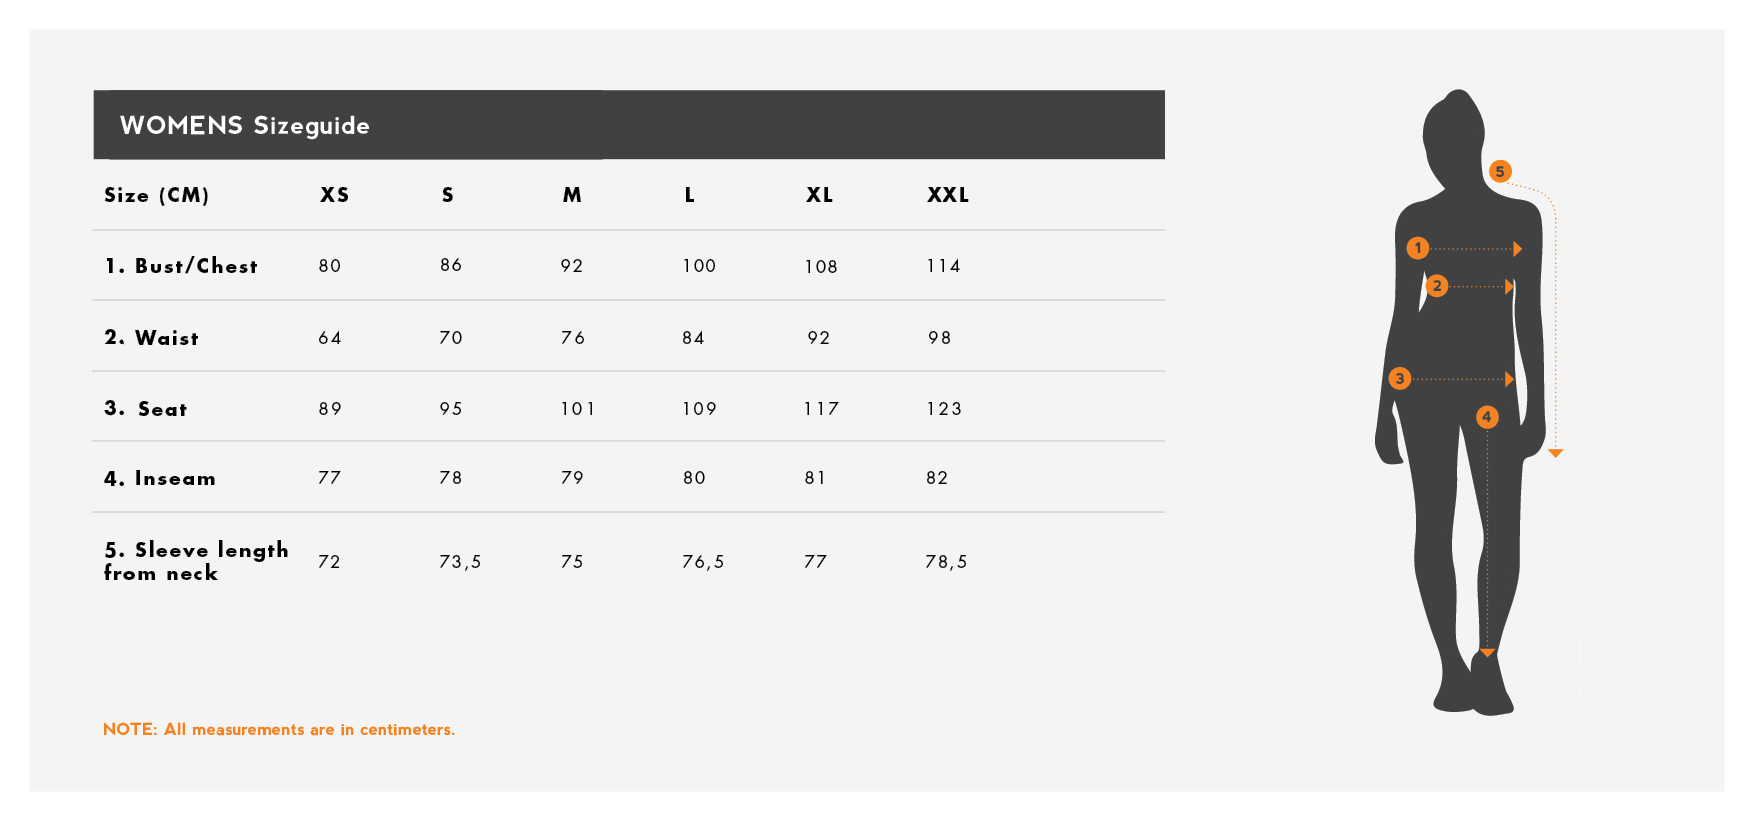 WOMENS Sizeguide
Size (CM) XS S M L XL XXL
1. Bust/Chest 80 86 92 100 108 114
2. Waist 64 70 76 84 92 98
3. Seat 89 95 101 109 117 123
4. Inseam 77 78 79 80 81 82
5. Sleeve length
from neck 72 73,5 75 76,5 77 78,5
NOTE: All measurements are in centimeters.
5
1
2
3
4